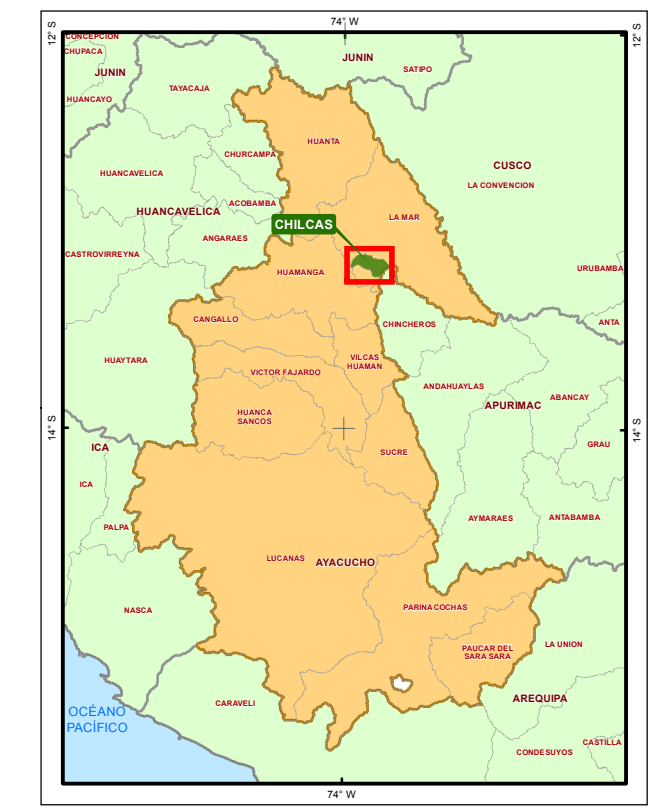 74° W
12° S
12° S
CONCEPCION
CHUPACA
JUNIN
JUNIN
SATIPO
TAYACAJA
HUANCAYO
HUANTA
CHURCAMPA
CUSCO
HUANCAVELICA
LA CONVENCION
ACOBAMBA
HUANCAVELICA
LA MAR
CHILCAS
ANGARAES
CASTROVIRREYNA
HUAMANGA
URUBAMBA
CANGALLO
CHINCHEROS
ANTA
HUAYTARA
VILCAS
HUAMAN
VICTOR FAJARDO
ANDAHUAYLAS
ABANCAY
APURIMAC
HUANCA
SANCOS
14° S
14° S
ICA
SUCRE
GRAU
ICA
PALPA
AYMARAES
ANTABAMBA
LUCANAS
AYACUCHO
NASCA
PARINA COCHAS
PAUCAR DEL
SARA SARA
LA UNION
CARAVELI
AREQUIPA
OCÉANO
PACÍFICO
CONDESUYOS
CASTILLA
74° W